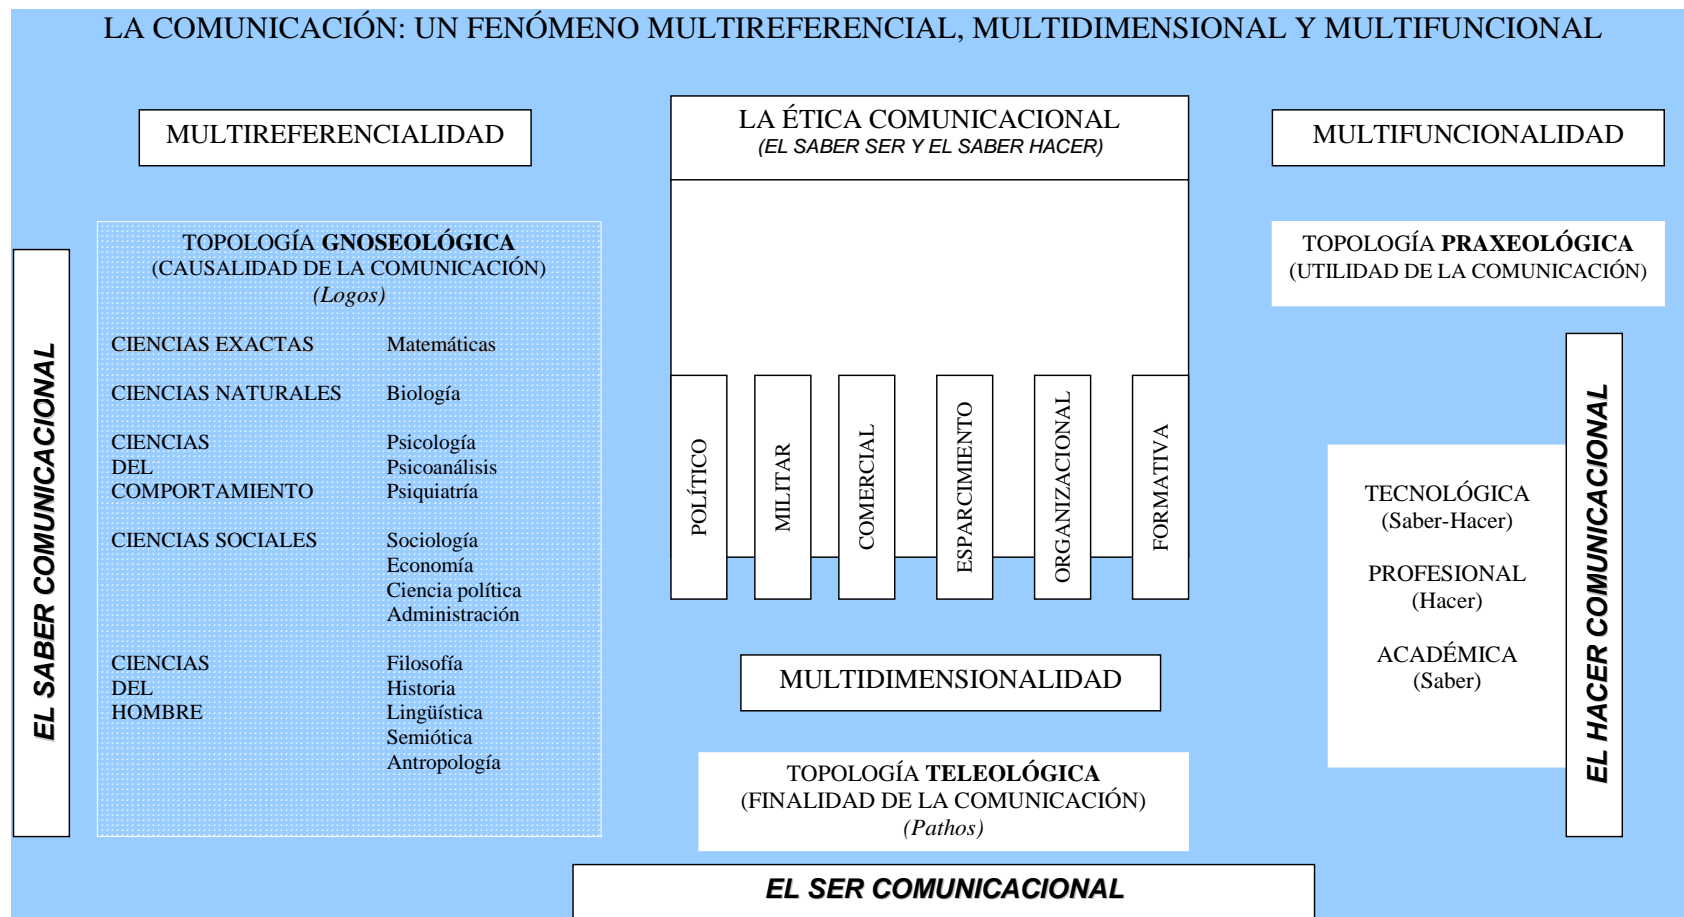 LA COMUNICACIÓN: UN FENÓMENO MULTIREFERENCIAL, MULTIDIMENSIONAL Y MULTIFUNCIONAL
MULTIREFERENCIALIDAD
EL SABER COMUNICACIONAL
TOPOLOGÍA GNOSEOLÓGICA
(CAUSALIDAD DE LA COMUNICACIÓN)
(Logos)
CIENCIAS EXACTAS Matemáticas
CIENCIAS NATURALES Biología
CIENCIAS Psicología
DEL Psicoanálisis
COMPORTAMIENTO Psiquiatría
CIENCIAS SOCIALES Sociología
Economía
Ciencia política
Administración
CIENCIAS Filosofía
DEL Historia
HOMBRE Lingüística
Semiótica
Antropología
LA ÉTICA COMUNICACIONAL
(EL SABER SER Y EL SABER HACER)
POLÍTICO
MILITAR
COMERCIAL
ESPARCIMIENTO
ORGANIZACIONAL
FORMATIVA
MULTIDIMENSIONALIDAD
TOPOLOGÍA TELEOLÓGICA
(FINALIDAD DE LA COMUNICACIÓN)
(Pathos)
EL SER COMUNICACIONAL
MULTIFUNCIONALIDAD
TOPOLOGÍA PRAXEOLÓGICA
(UTILIDAD DE LA COMUNICACIÓN)
TECNOLÓGICA
(Saber-Hacer)
PROFESIONAL
(Hacer)
ACADÉMICA
(Saber)
EL HACER COMUNICACIONAL